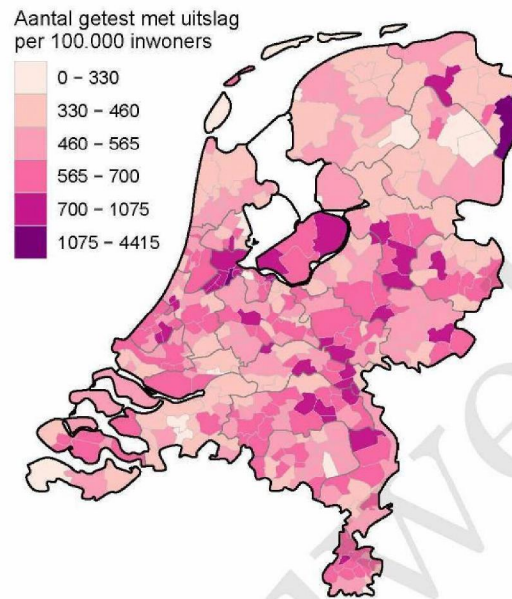 Aantal getest met uitslag
per 100.000 inwoners
0 – 330
330 – 460
460 – 565
565 – 700
700 – 1075
1075 – 4415